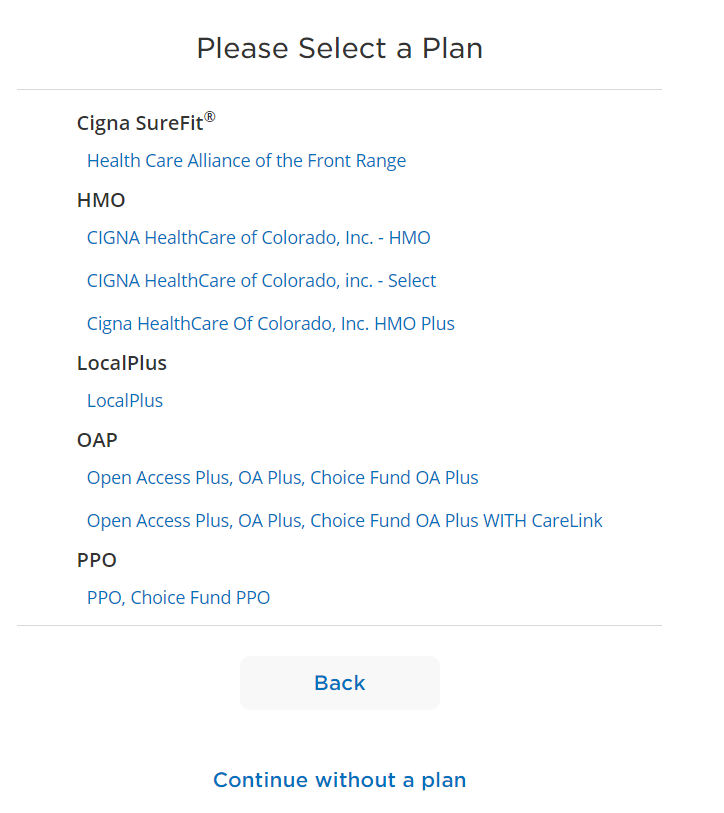 Please Select a Plan
Cigna SureFit®
Health Care Alliance of the Front Range
HMO
CIGNA HealthCare of Colorado, Inc. - HMO
CIGNA HealthCare of Colorado, inc. - Select
Cigna HealthCare Of Colorado, Inc. HMO Plus
LocalPlus
LocalPlus
OAP
Open Access Plus, OA Plus, Choice Fund OA Plus
Open Access Plus, OA Plus, Choice Fund OA Plus WITH CareLink
PPO
PPO, Choice Fund PPO
Back
Continue without a plan